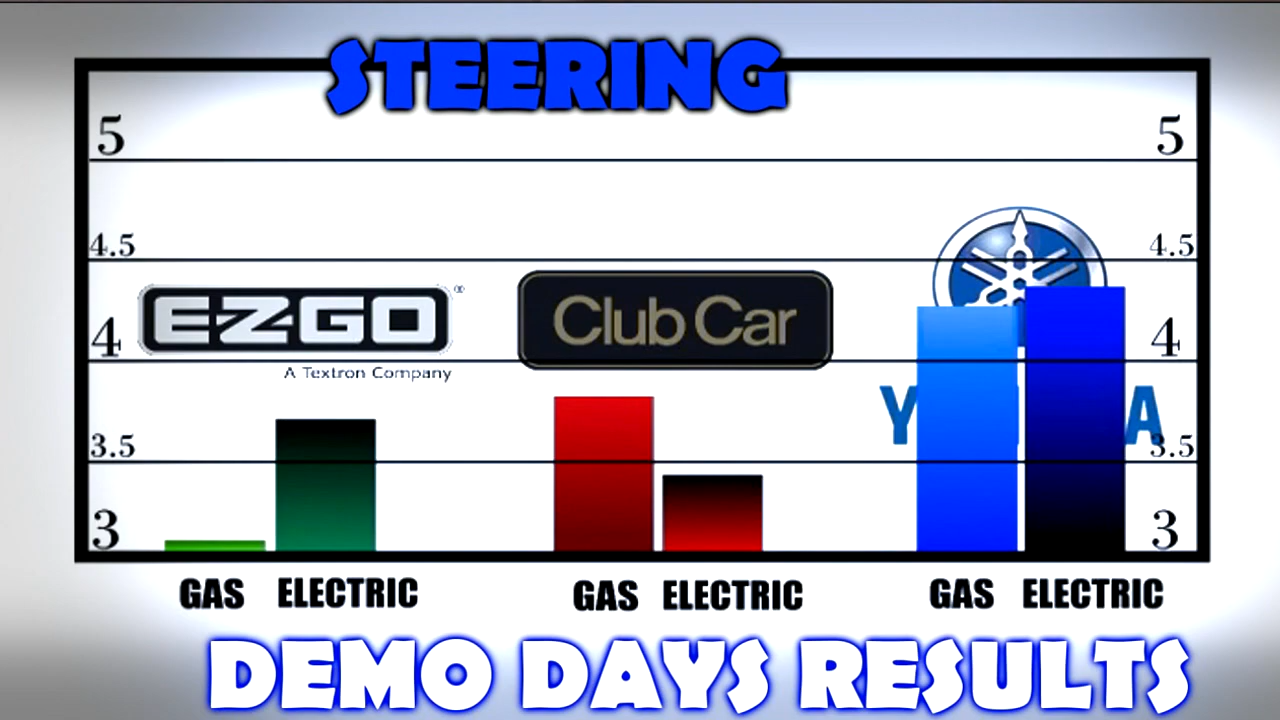 STEERING
5 5
4.5 4.5
EZGO ®
Club Car
4 4
A Textron Company
Y A
3.5 3.5
3 3
GAS ELECTRIC GAS ELECTRIC GAS ELECTRIC
DEMO DAYS RESULTS